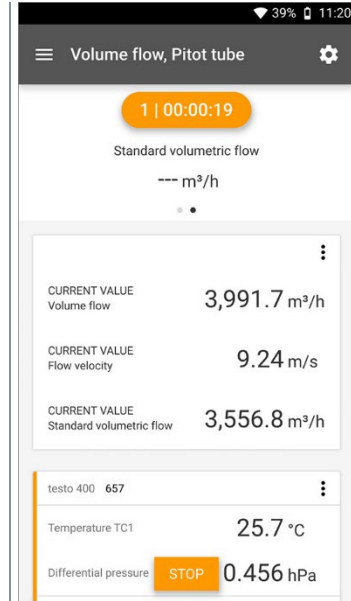 39% 11:20
Volume flow, Pitot tube
1 | 00:00:19
Standard volumetric flow
--- m³/h
CURRENT VALUE
Volume flow
3,991.7 m³/h
CURRENT VALUE
Flow velocity
9.24 m/s
CURRENT VALUE
Standard volumetric flow
3,556.8 m³/h
testo 400 657
Temperature TC1 25.7 °C
Differential pressure STOP 0.456 hPa